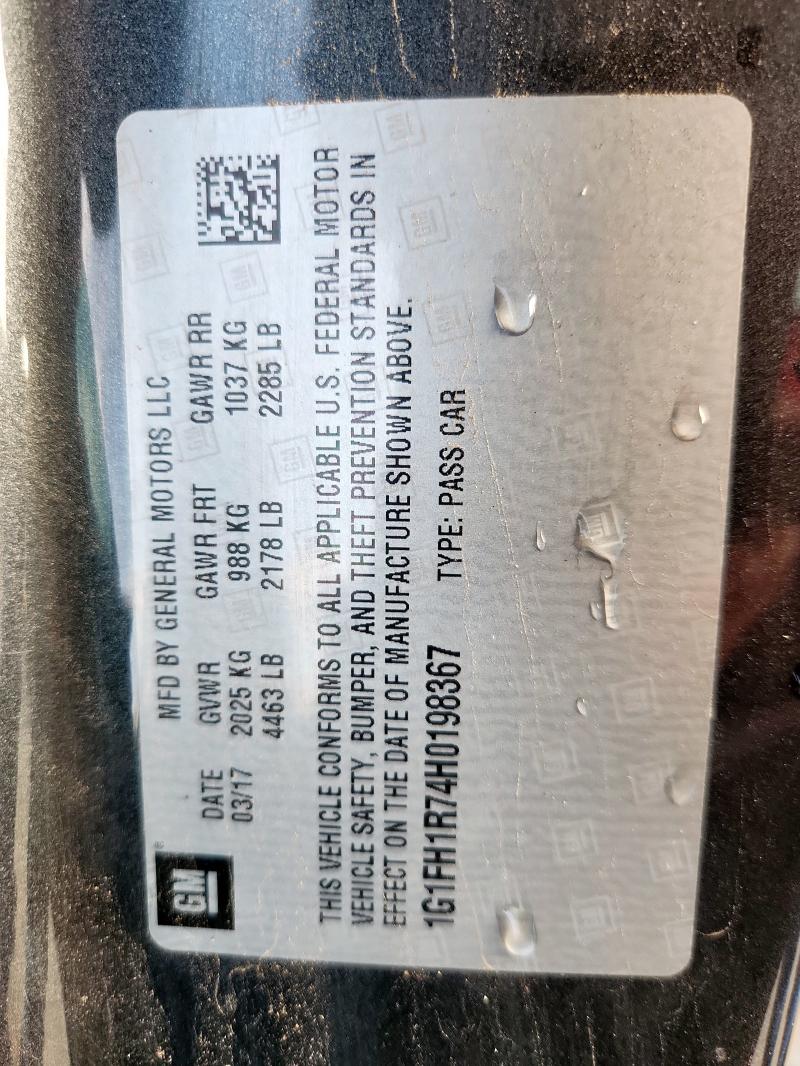 GM
MFD BY GENERAL MOTORS LLC
DATE GVWR GAWR FRT GAWR RR
03/17 2025 KG 988 KG 1037 KG
4463 LB 2178 LB 2285 LB
THIS VEHICLE CONFORMS TO ALL APPLICABLE U.S. FEDERAL MOTOR
VEHICLE SAFETY, BUMPER, AND THEFT PREVENTION STANDARDS IN
EFFECT ON THE DATE OF MANUFACTURE SHOWN ABOVE.
1G1FH1R74H0198367 TYPE: PASS CAR